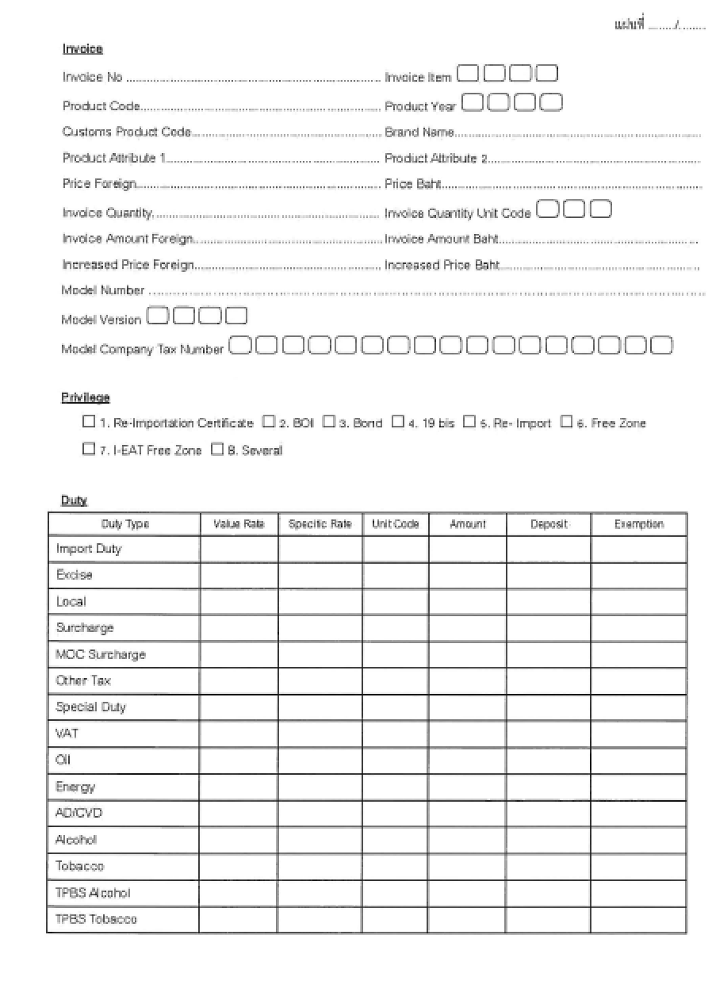 แผ่นที่ ......../........
Invoice
Invoice No ........................................ Invoice Item
Product Code........................................ Product Year
Customs Product Code........................................ Brand Name........................................
Product Attribute 1........................................ Product Attribute 2........................................
Price Foreign........................................ Price Baht........................................
Invoice Quantity........................................ Invoice Quantity Unit Code
Invoice Amount Foreign........................................ Invoice Amount Baht........................................
Increased Price Foreign........................................ Increased Price Baht........................................
Model Number ........................................
Model Version
Model Company Tax Number
Privilege
☐ 1. Re-Importation Certificate ☐ 2. BOI ☐ 3. Bond ☐ 4. 19 bis ☐ 5. Re- Import ☐ 6. Free Zone
☐ 7. I-EAT Free Zone ☐ 8. Several
Duty
Duty Type Value Rate Specific Rate Unit Code Amount Deposit Exemption
Import Duty
Excise
Local
Surcharge
MOC Surcharge
Other Tax
Special Duty
VAT
Oil
Energy
AD/CVD
Alcohol
Tobacco
TPBS Alcohol
TPBS Tobacco